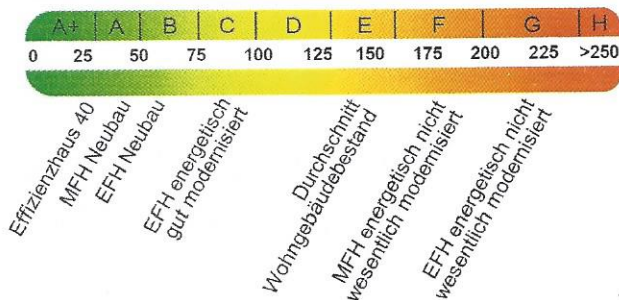 A+ A B C D E F G H
0 25 50 75 100 125 150 175 200 225 >250
Effizienzhaus 40
MFH Neubau
EFH Neubau
EFH energetisch
gut modernisiert
Durchschnitt
Wohngebäudebestand
MFH energetisch nicht
wesentlich modernisiert
EFH energetisch nicht
wesentlich modernisiert